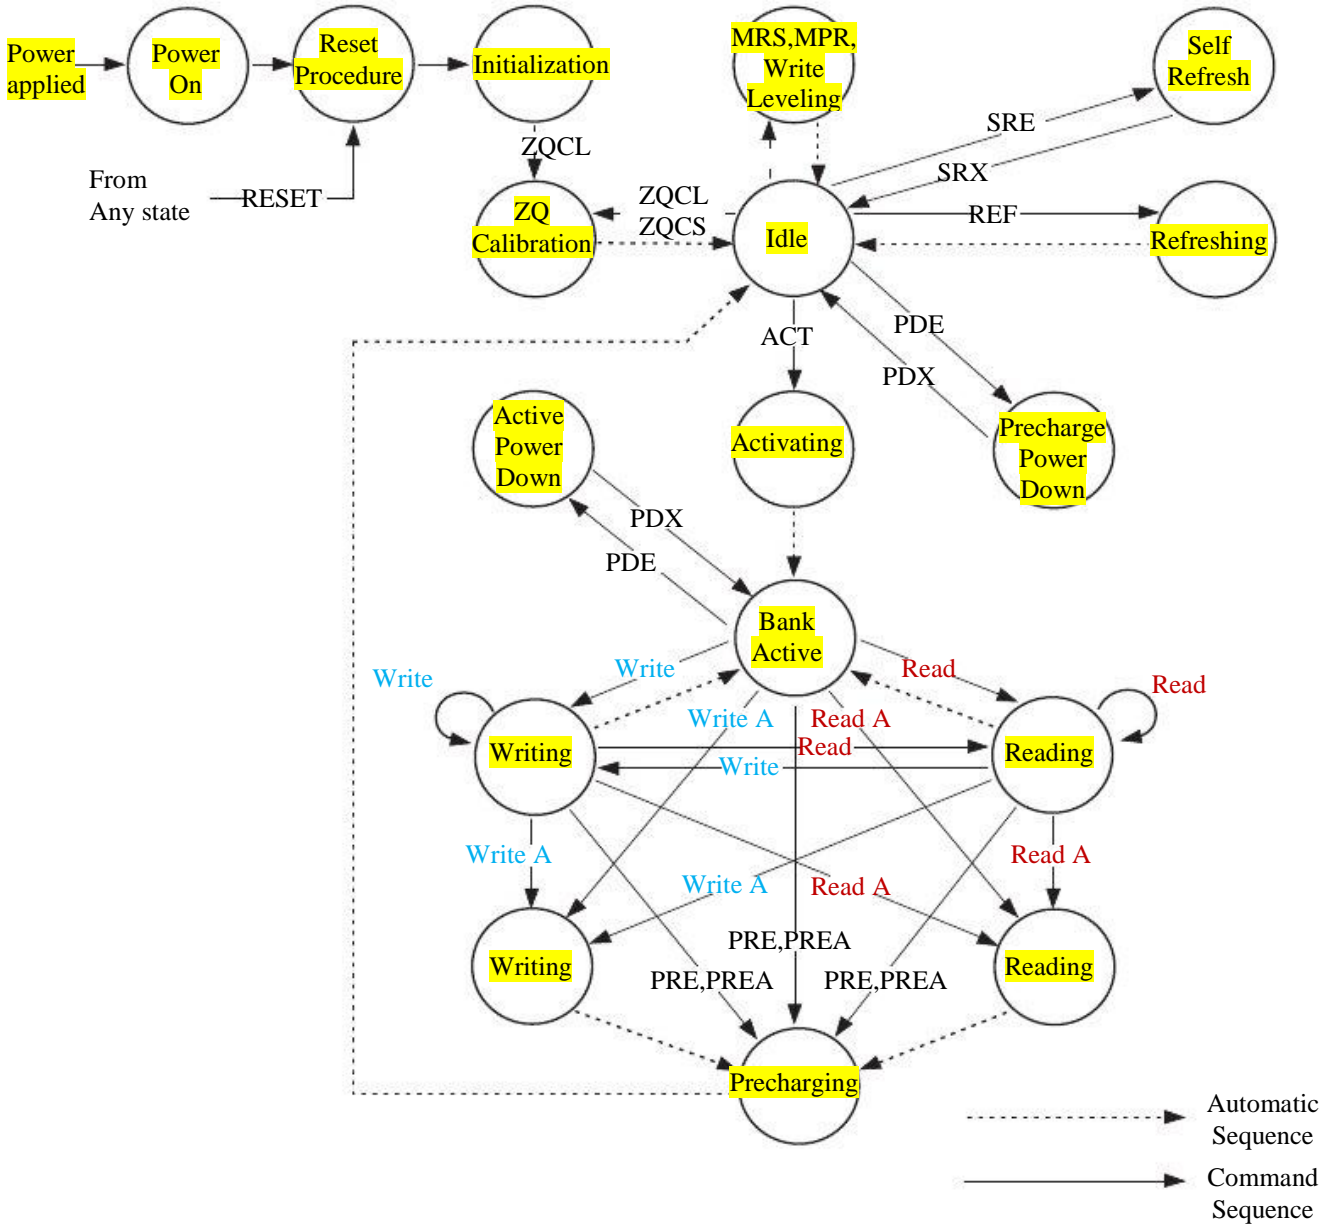 Power
applied
Power
On
Reset
Procedure
Initialization
MRS,MPR,
Write
Leveling
Self
Refresh
From
Any state
RESET
ZQCL
SRE
SRX
ZQ
Calibration
ZQCL
ZQCS
Idle
REF
Refreshing
ACT
PDE
PDX
Active
Power
Down
Activating
Precharge
Power
Down
PDX
PDE
Bank
Active
Write
Write
Read
Read
Write A
Read A
Writing
Read
Write
Reading
Write A
Write A
Read A
Read A
Writing
PRE,PREA
PRE,PREA
PRE,PREA
Reading
Precharging
Automatic
Sequence
Command
Sequence